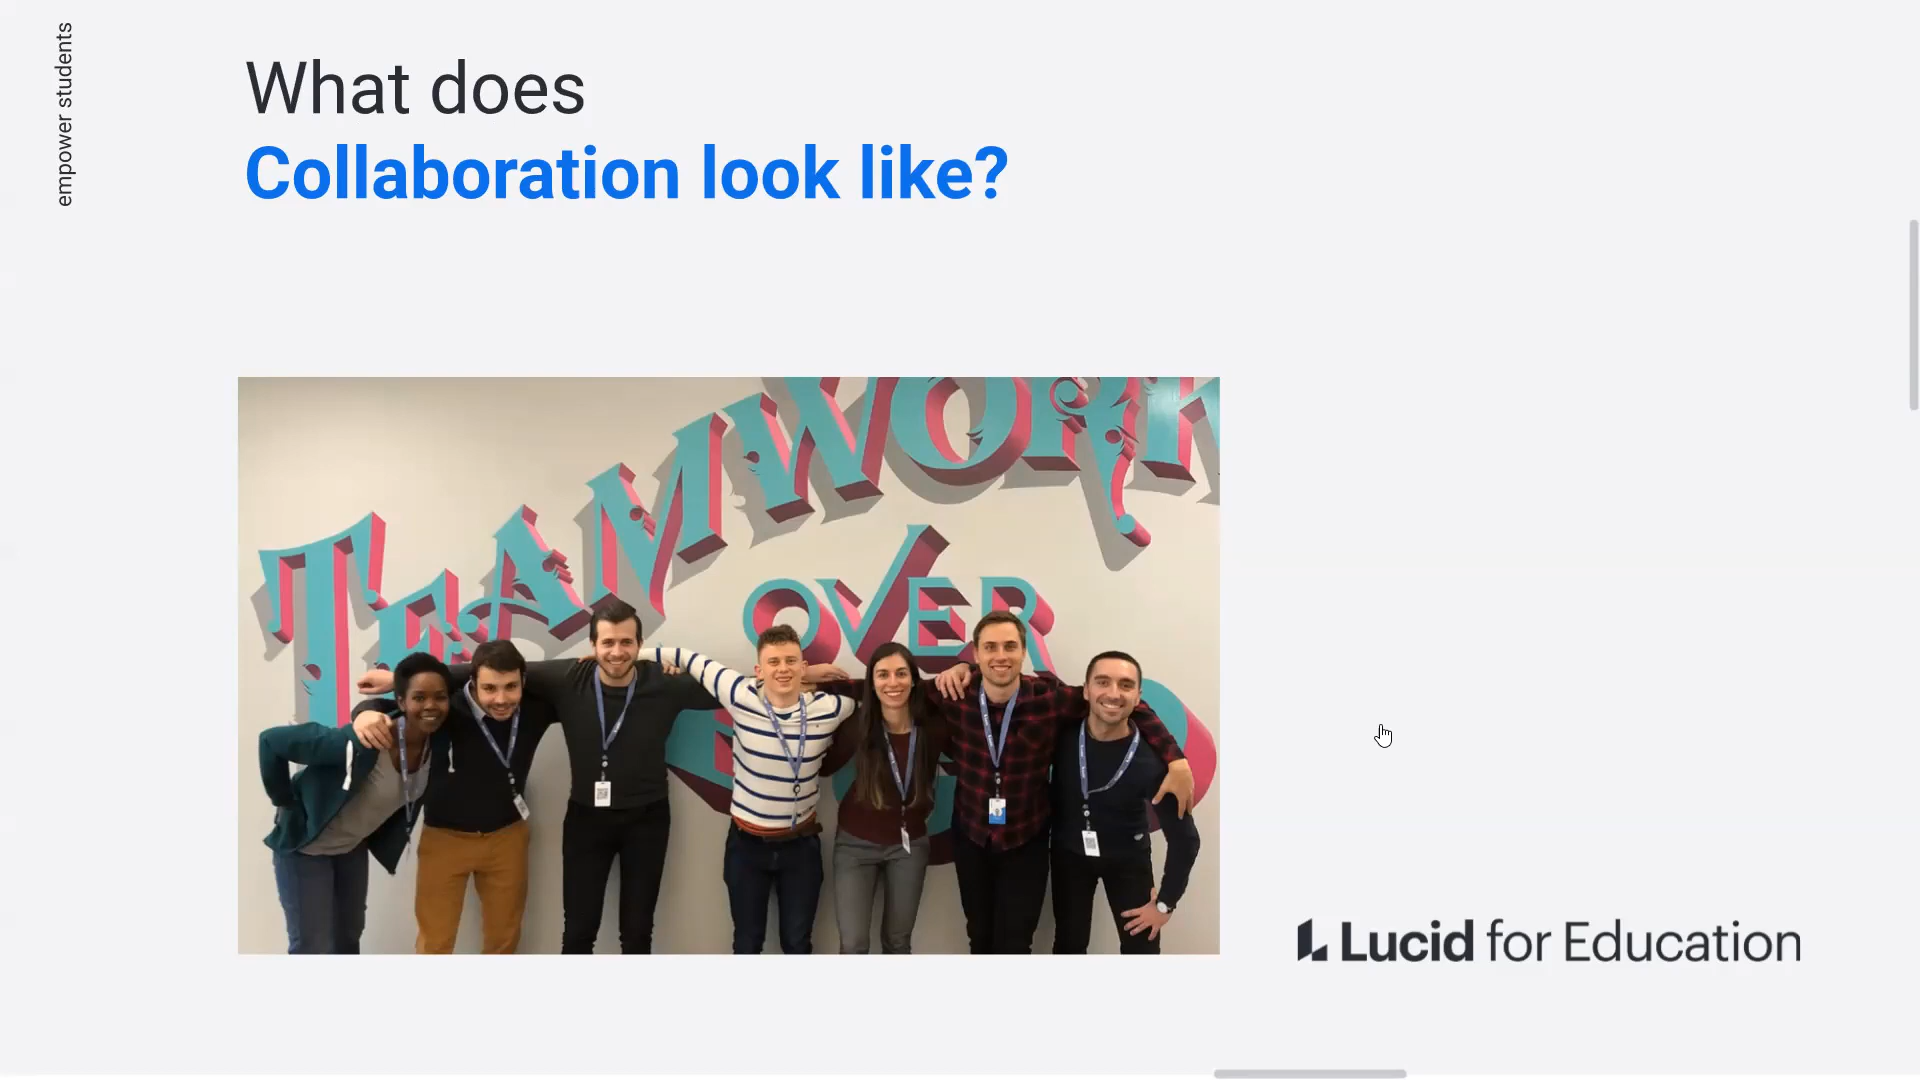 empower students
What does
Collaboration look like?
TEAMWORK
OVER
Lucid for Education